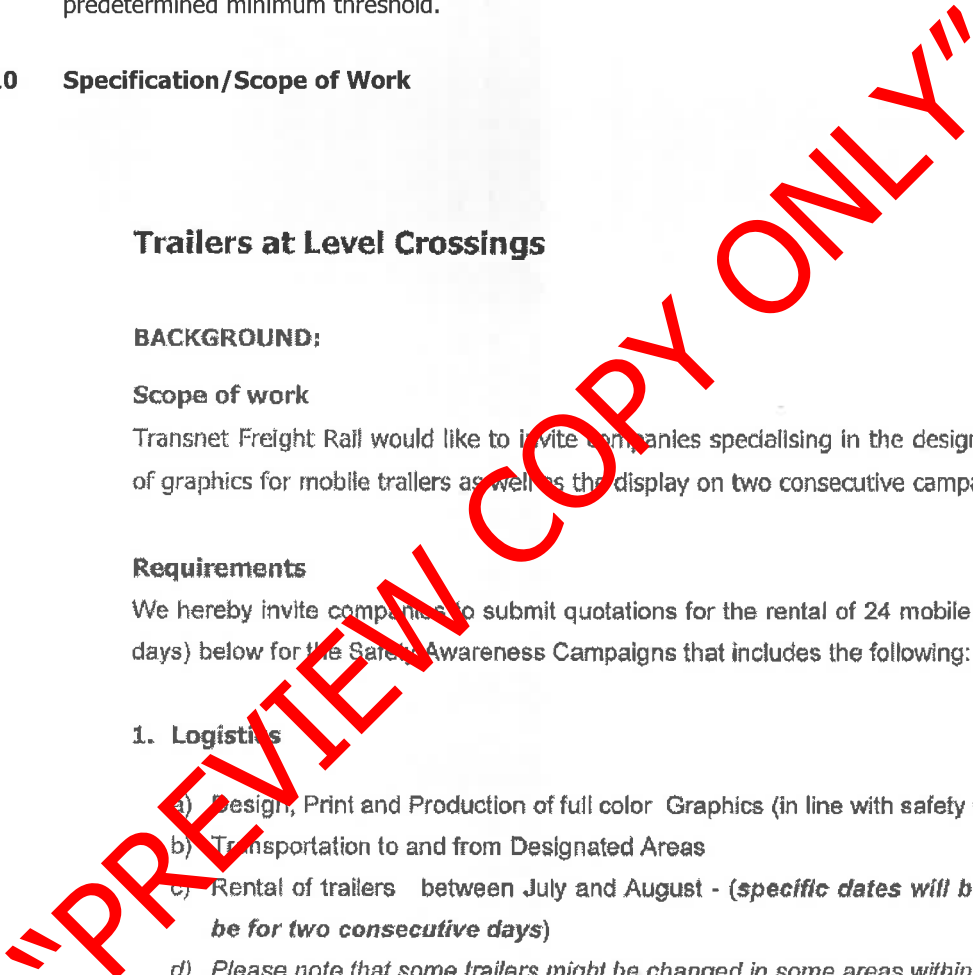 predetermined minimum threshold.
.0 Specification/Scope of Work
Trailers at Level Crossings
BACKGROUND:
Scope of work
Transnet Freight Rail would like to invite companies specialising in the design
of graphics for mobile trailers as well as the display on two consecutive campa
Requirements
We hereby invite companies to submit quotations for the rental of 24 mobile
days) below for the Safety Awareness Campaigns that includes the following:
1. Logistics
a) Design, Print and Production of full color Graphics (in line with safety
b) Transportation to and from Designated Areas
c) Rental of trailers between July and August - (specific dates will b
be for two consecutive days)
d) Please note that some trailers might be changed in some areas within
"PREVIEW COPY ONLY"